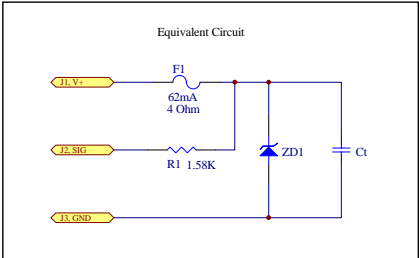 Equivalent Circuit
F1
J1, V+
62mA
4 Ohm
J2, SIG
R1 1.58K
ZD1
Ct
J3, GND